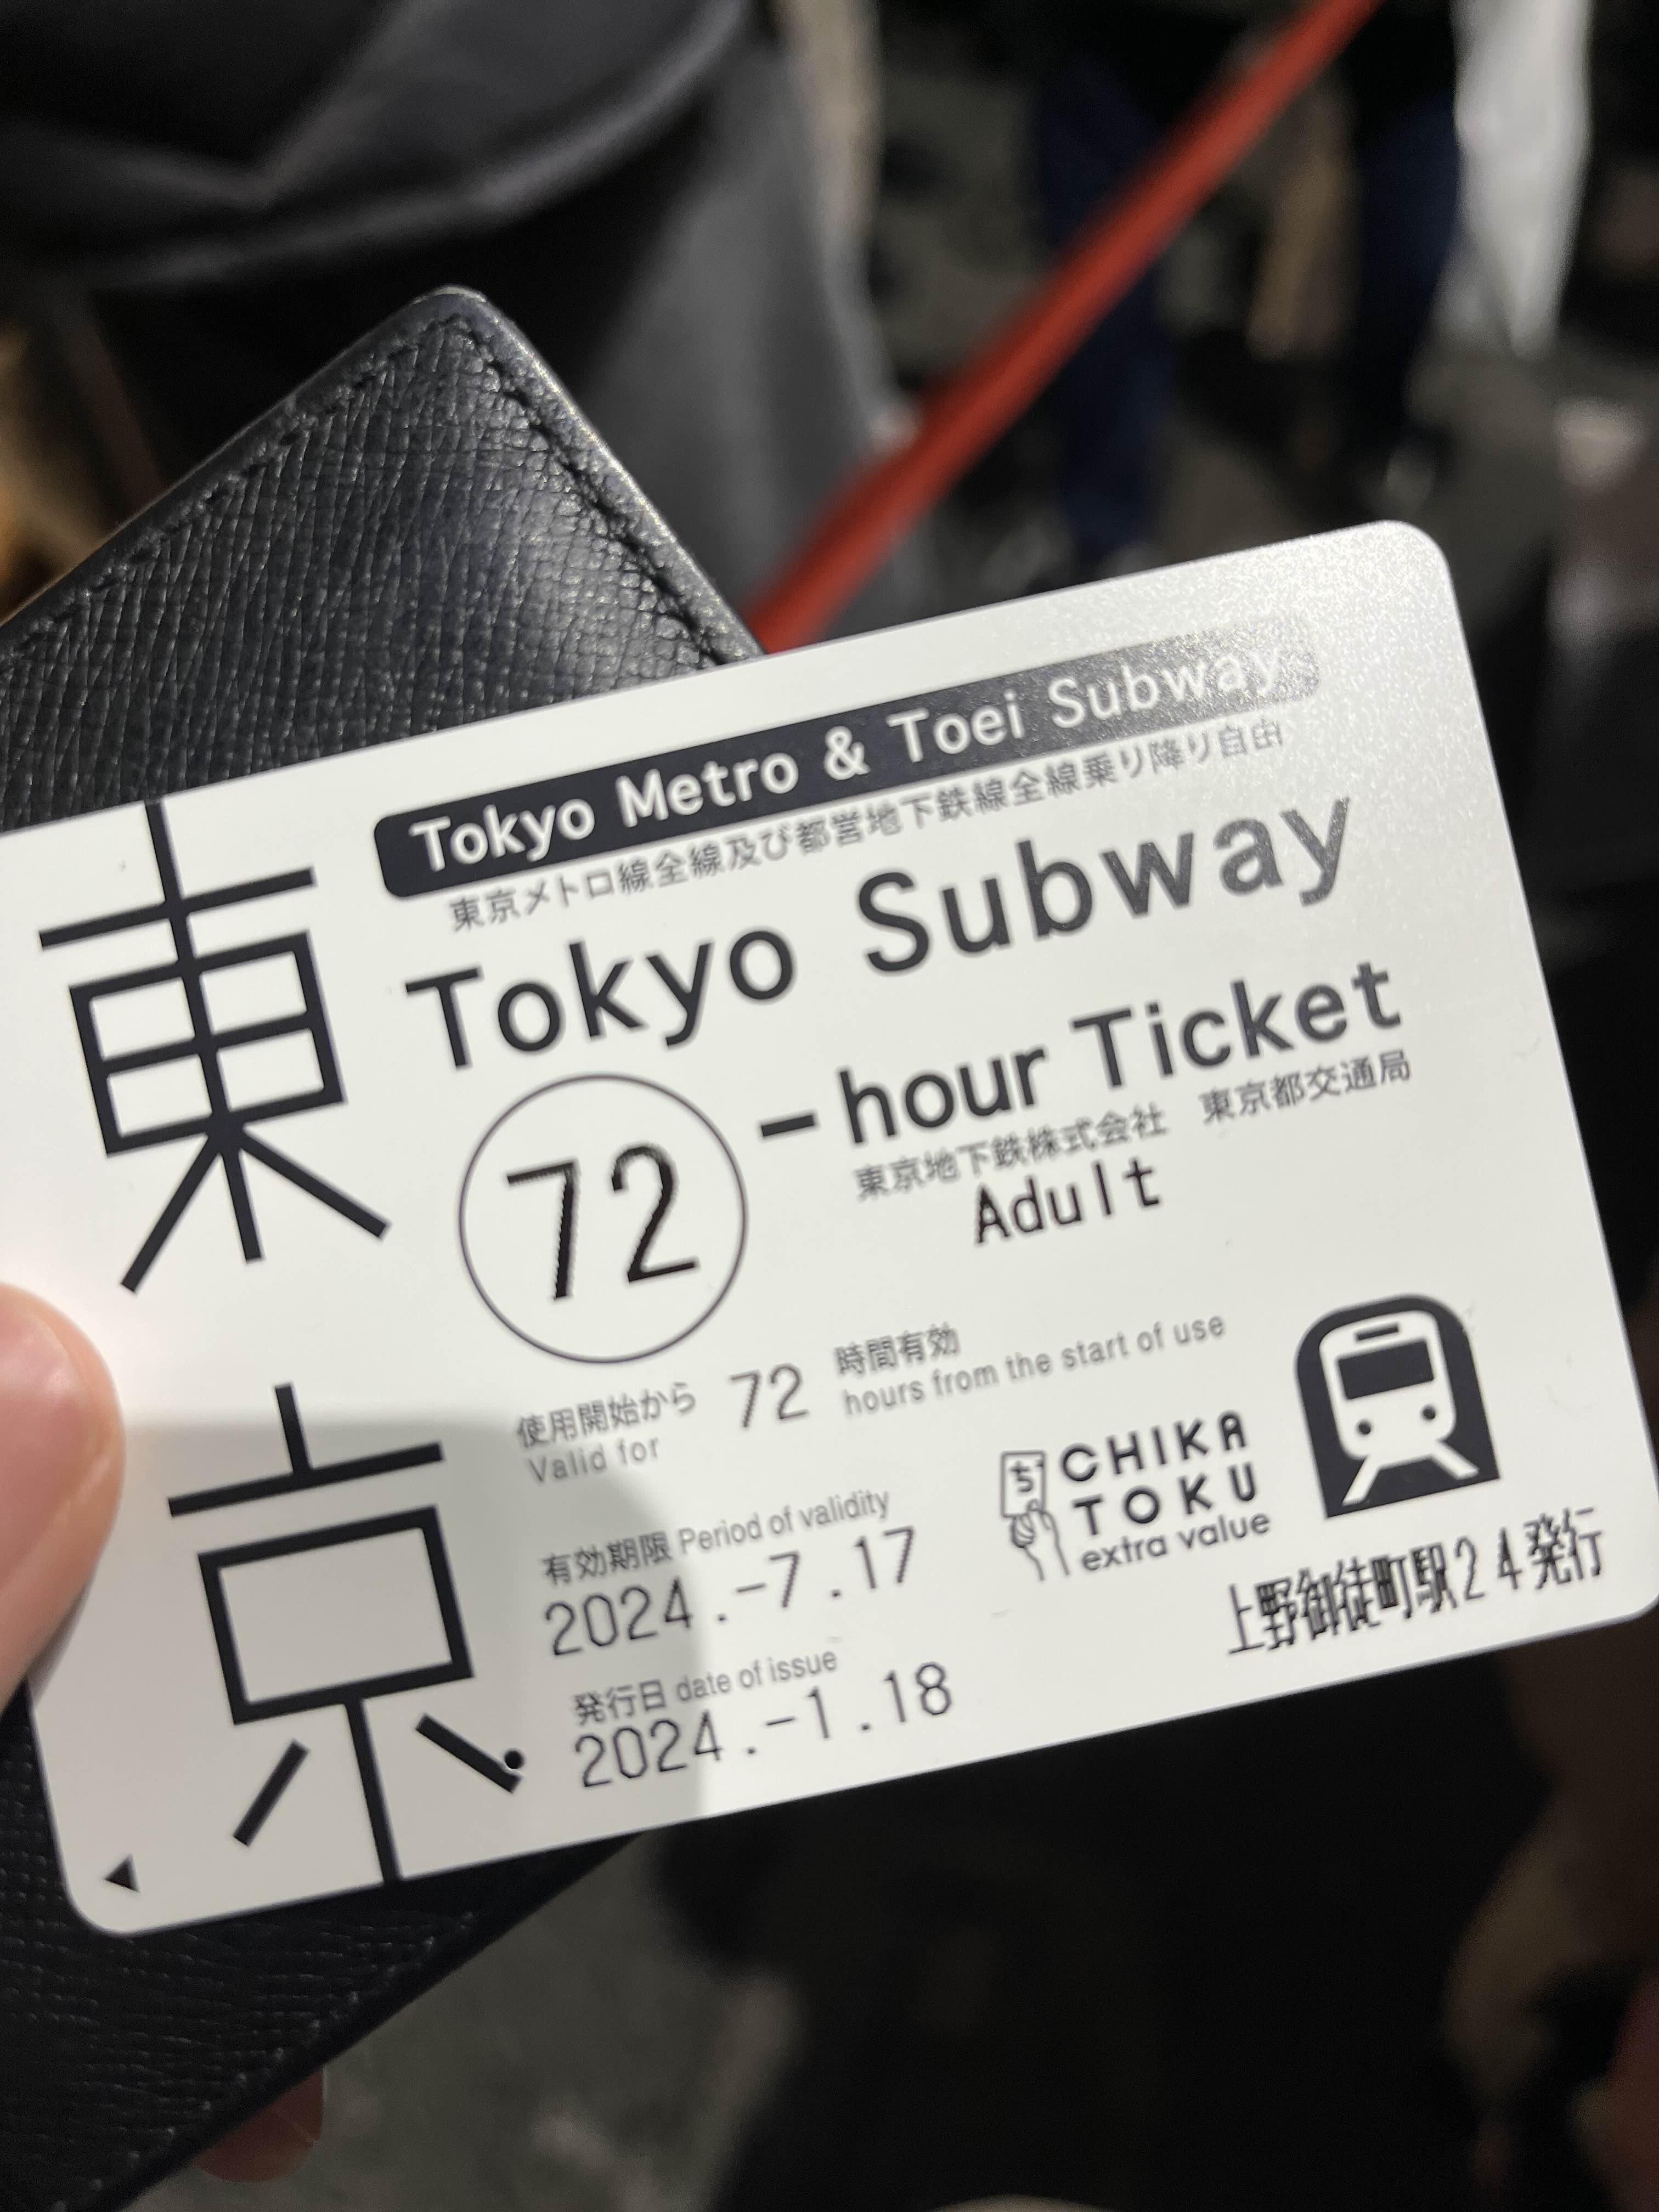 東京
Tokyo Metro & Toei Subway
東京メトロ線全線及び都営地下鉄線全線乗り降り自由
Tokyo Subway
72-hour Ticket
東京地下鉄株式会社 東京都交通局
Adult
使用開始から 72 時間有効
Valid for hours from the start of use
有効期限 Period of validity
2024.-7.17
発行日 date of issue
2024.-1.18
ち
CHIKA
TOKU
extra value
上野御徒町駅24発行